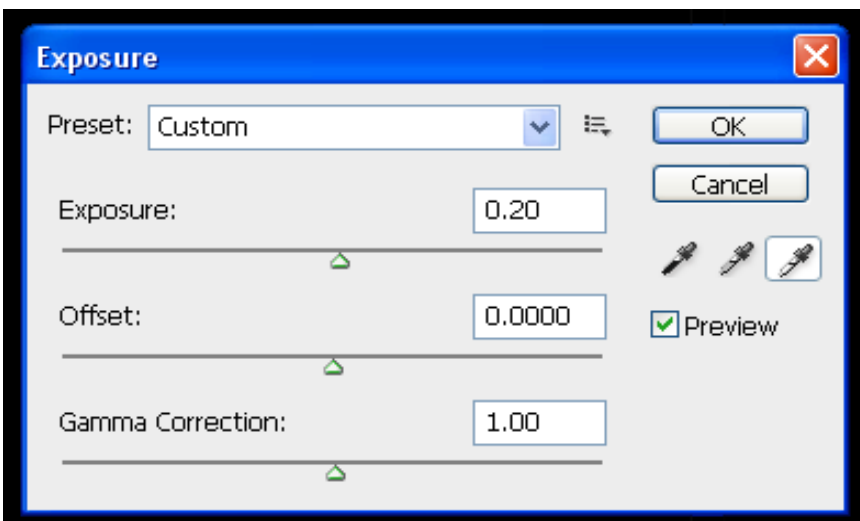 Exposure
Preset: Custom
OK
Cancel
Exposure: 0.20
Offset: 0.0000
Preview
Gamma Correction: 1.00